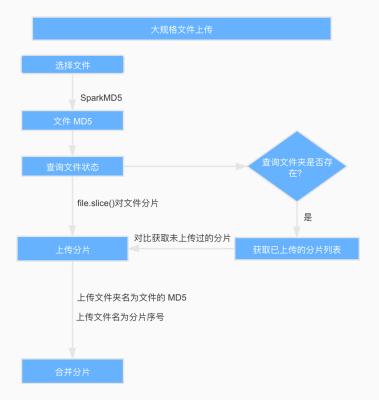 大规格文件上传
选择文件
SparkMD5
文件 MD5
查询文件状态
查询文件夹是否存
在?
file.slice()对文件分片
是
对比获取未上传过的分片
上传分片
获取已上传的分片列表
上传文件夹名为文件的 MD5
上传文件名为分片序号
合并分片